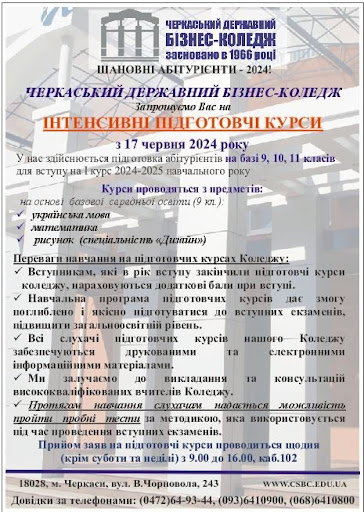 ЧЕРКАСЬКИЙ ДЕРЖАВНИЙ
БІЗНЕС-КОЛЕДЖ
засновано в 1966 році
ШАНОВНІ АБІТУРІЄНТИ - 2024!
ЧЕРКАСЬКИЙ ДЕРЖАВНИЙ БІЗНЕС-КОЛЕДЖ
Запрошуємо Вас на
ІНТЕНСИВНІ ПІДГОТОВЧІ КУРСИ
з 17 червня 2024 року
У нас здійснюється підготовка абітурієнтів на базі 9, 10, 11 класів
для вступу на І курс 2024-2025 навчального року
Курси проводяться з предметів:
на основі базової середньої освіти (9 кл.):
✓ українська мова
✓ математика
✓ рисунок (спеціальність «Дизайн»)
Переваги навчання на підготовчих курсах Коледжу:
✓ Вступникам, які в рік вступу закінчили підготовчі курси
коледжу, нараховуються додаткові бали при вступі.
✓ Навчальна програма підготовчих курсів дає змогу
поглиблено і якісно підготуватися до вступних екзаменів,
підвищити загальноосвітній рівень.
✓ Всі слухачі підготовчих курсів нашого Коледжу
забезпечуються друкованими та електронними
інформаційними матеріалами.
✓ Ми залучаємо до викладання та консультацій
висококваліфікованих вчителів Коледжу.
✓ Протягом навчання слухачам надається можливість
пройти пробні тести за методикою, яка використовується
під час проведення вступних екзаменів.
Прийом заяв на підготовчі курси проводиться щодня
(крім суботи та неділі) з 9.00 до 16.00, каб.102
18028, м. Черкаси, вул. В.Чорновола, 243 WWW.CSBC.EDU.UA
Довідки за телефонами: (0472)64-93-44, (093)6410900, (068)6410800